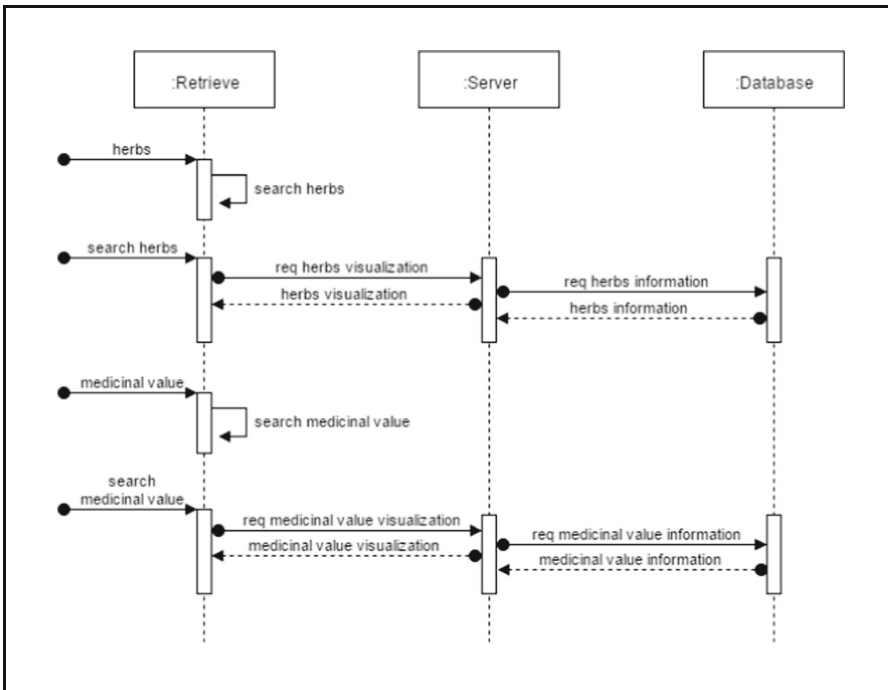 :Retrieve
:Server
:Database
herbs
search herbs
search herbs
req herbs visualization
req herbs information
herbs visualization
herbs information
medicinal value
search medicinal value
search
medicinal value
req medicinal value visualization
req medicinal value information
medicinal value visualization
medicinal value information